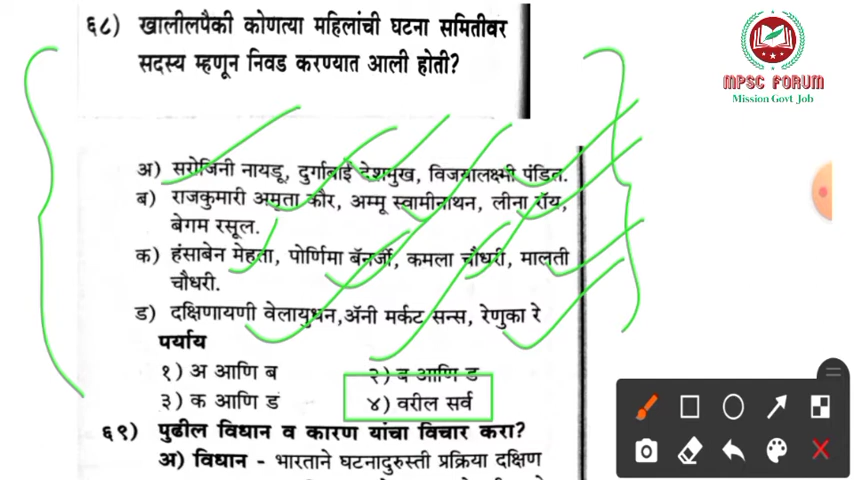 ६८) खालीलपैकी कोणत्या महिलांची घटना समितीवर
सदस्य म्हणून निवड करण्यात आली होती?
MPSC FORUM
Mission Govt Job
अ) सरोजिनी नायडू, दुर्गाबाई देशमुख, विजयालक्ष्मी पंडित.
ब) राजकुमारी अमृता कौर, अम्मू स्वामीनाथन, लीना रॉय,
बेगम रसूल.
क) हंसाबेन मेहता, पोर्णिमा बॅनर्जी, कमला चौधरी, मालती
चौधरी.
ड) दक्षिणायणी वेलायुधन,ॲनी मर्कट सन्स, रेणुका रे
पर्याय
१) अ आणि ब २) ब आणि ड
३) क आणि ड ४) वरील सर्व
६९) पुढील विधान व कारण यांचा विचार करा?
अ) विधान - भारताने घटनादुरुस्ती प्रक्रिया दक्षिण